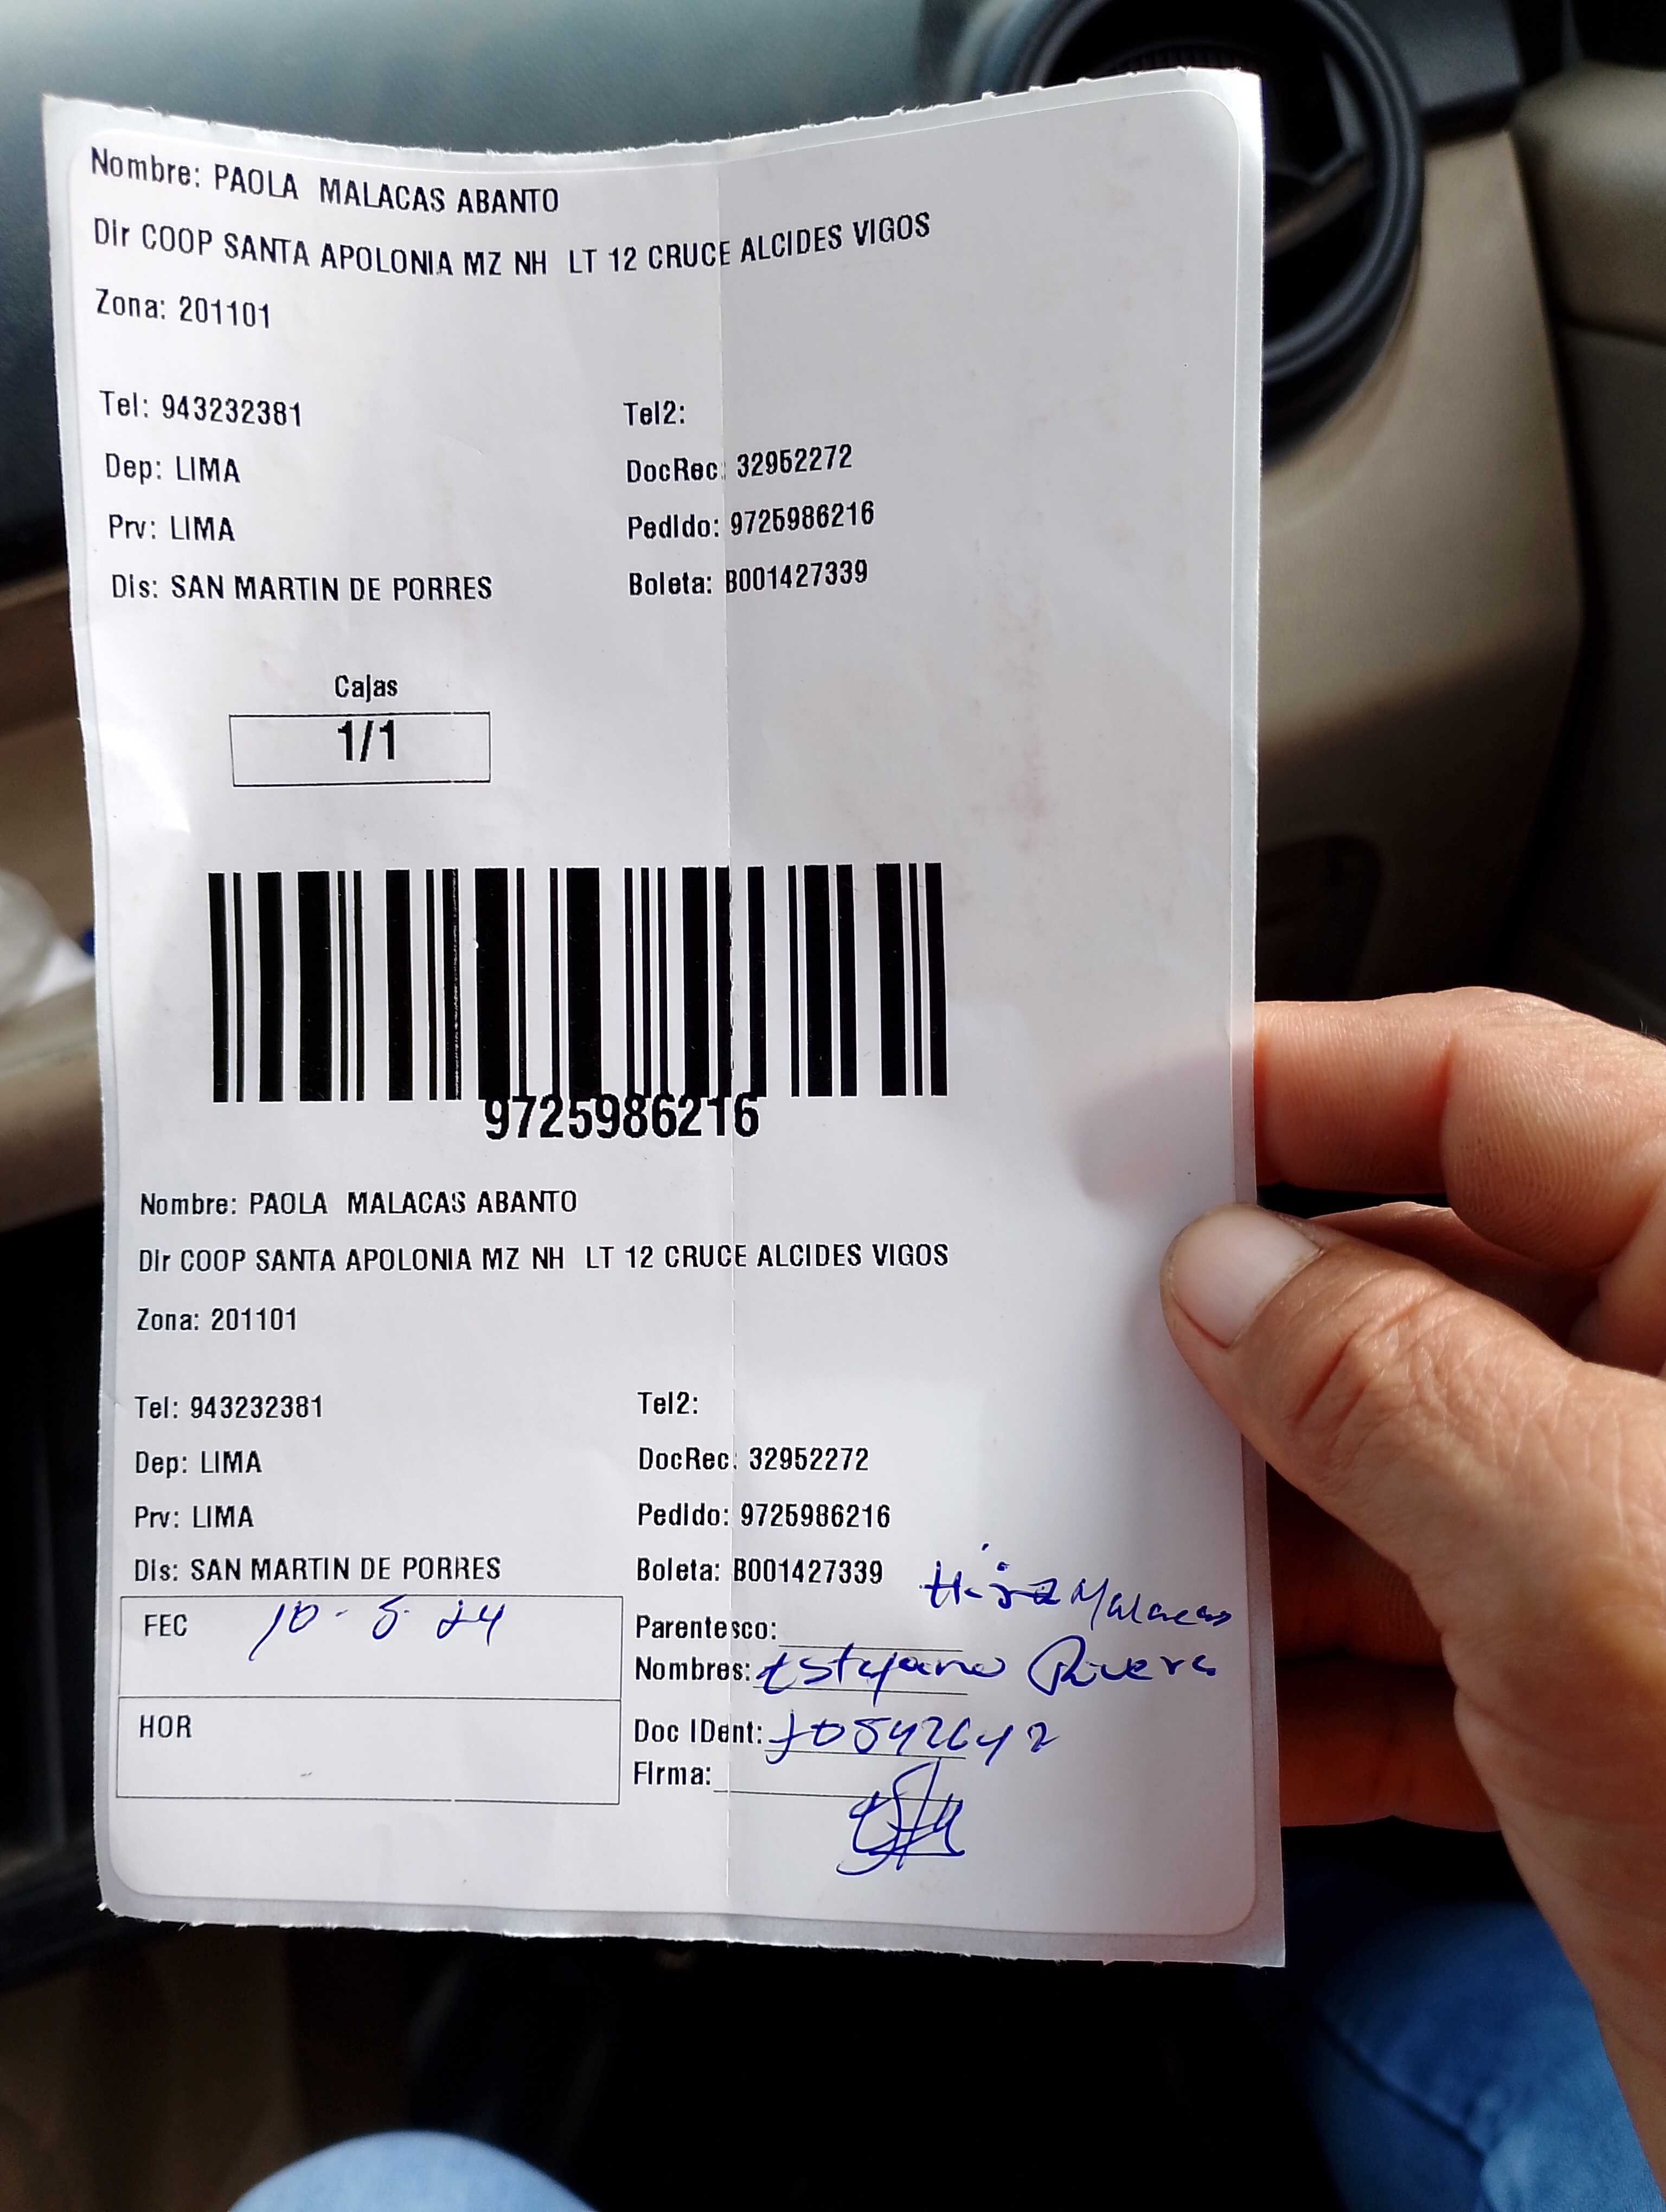 Nombre: PAOLA MALACAS ABANTO
Dir COOP SANTA APOLONIA MZ NH LT 12 CRUCE ALCIDES VIGOS
Zona: 201101
Tel: 943232381 Tel2:
Dep: LIMA DocRec: 32952272
Prv: LIMA Pedido: 9725986216
Dis: SAN MARTIN DE PORRES Boleta: B001427339
Cajas
1/1
9725986216
Nombre: PAOLA MALACAS ABANTO
Dir COOP SANTA APOLONIA MZ NH LT 12 CRUCE ALCIDES VIGOS
Zona: 201101
Tel: 943232381 Tel2:
Dep: LIMA DocRec: 32952272
Prv: LIMA Pedido: 9725986216
Dis: SAN MARTIN DE PORRES Boleta: B001427339
FEC 10-5-24 Parentesco: Malacas
Nombres: Rivera
HOR Doc IDent:
Firma: